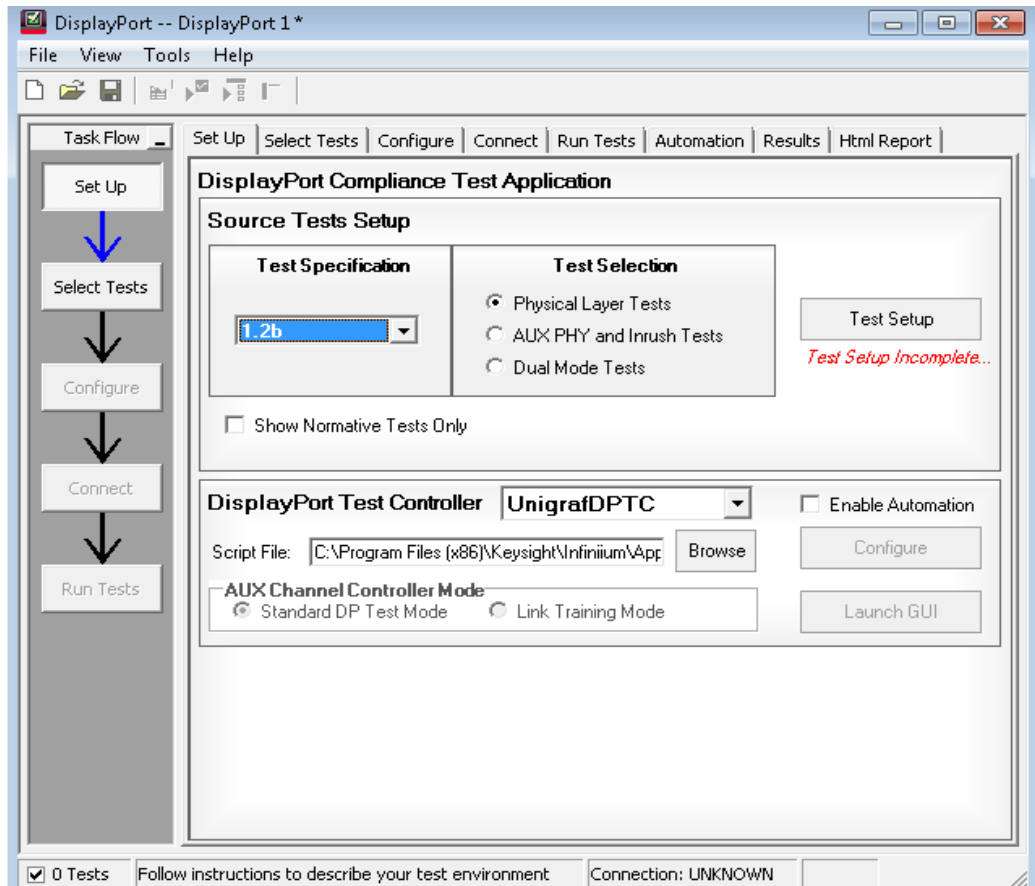 DisplayPort -- DisplayPort 1 *
File View Tools Help
Task Flow
Set Up
Select Tests
Configure
Connect
Run Tests
Set Up Select Tests Configure Connect Run Tests Automation Results Html Report
DisplayPort Compliance Test Application
Source Tests Setup
Test Specification
1.2b
Test Selection
Physical Layer Tests
AUX PHY and Inrush Tests
Dual Mode Tests
Test Setup
Test Setup Incomplete...
Show Normative Tests Only
DisplayPort Test Controller UnigrafDPTC
Enable Automation
Script File: C:\Program Files (x86)\Keysight\Infiniium\App Browse
Configure
AUX Channel Controller Mode
Standard DP Test Mode Link Training Mode
Launch GUI
0 Tests Follow instructions to describe your test environment Connection: UNKNOWN